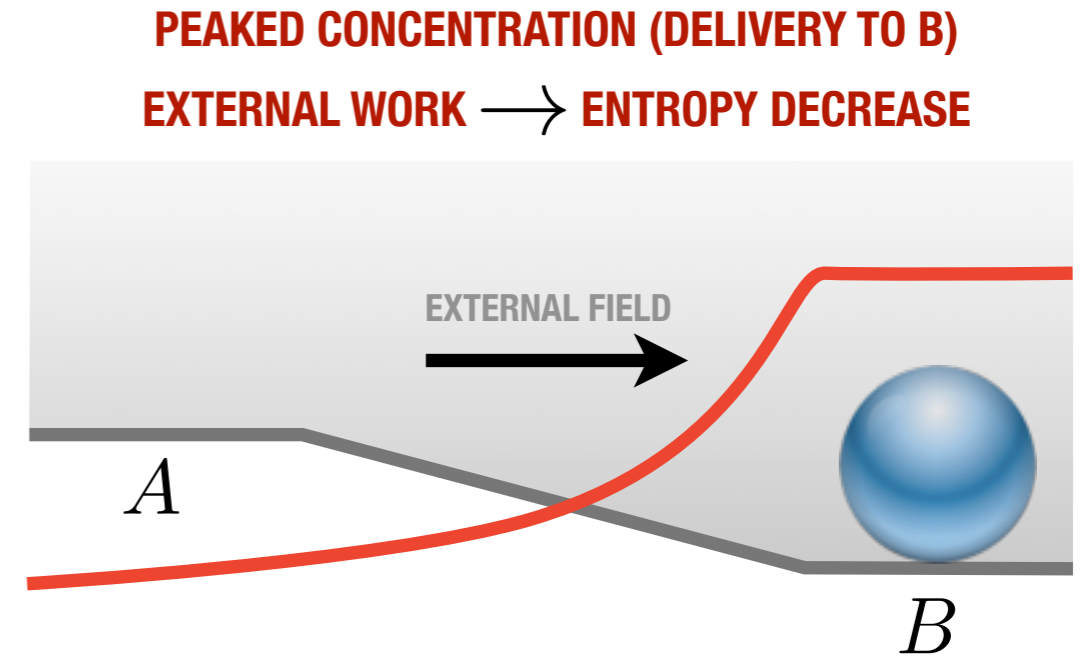 PEAKED CONCENTRATION (DELIVERY TO B)
EXTERNAL WORK → ENTROPY DECREASE
EXTERNAL FIELD
A
B